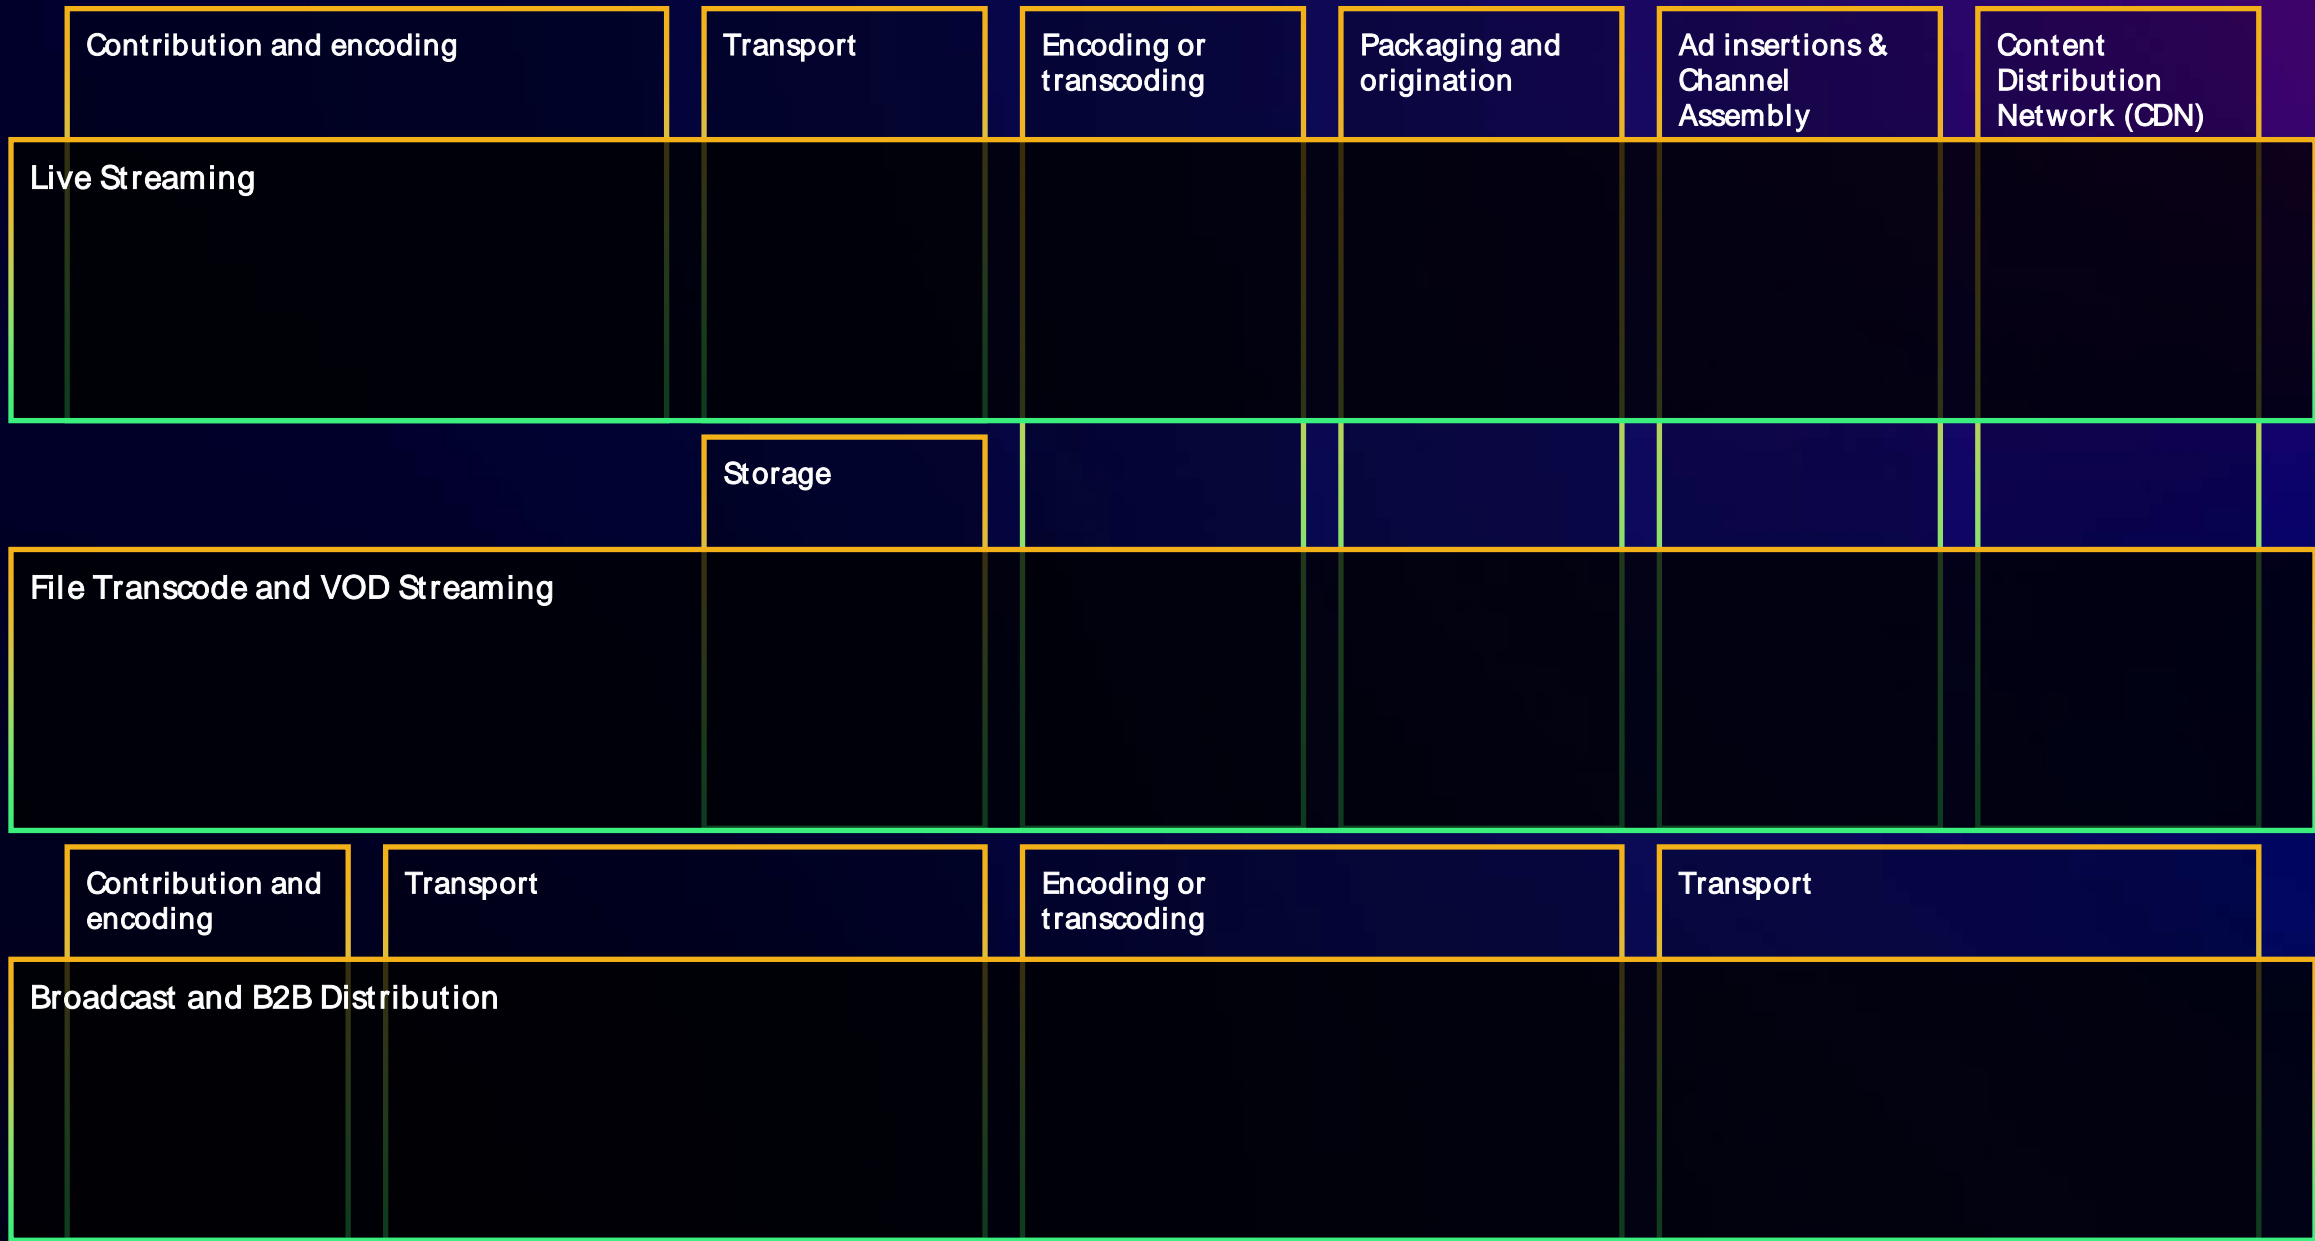 Contribution and encoding
Transport
Encoding or
transcoding
Packaging and
origination
Ad insertions &
Channel
Assembly
Content
Distribution
Network (CDN)
Live Streaming
Storage
File Transcode and VOD Streaming
Contribution and
encoding
Transport
Encoding or
transcoding
Transport
Broadcast and B2B Distribution